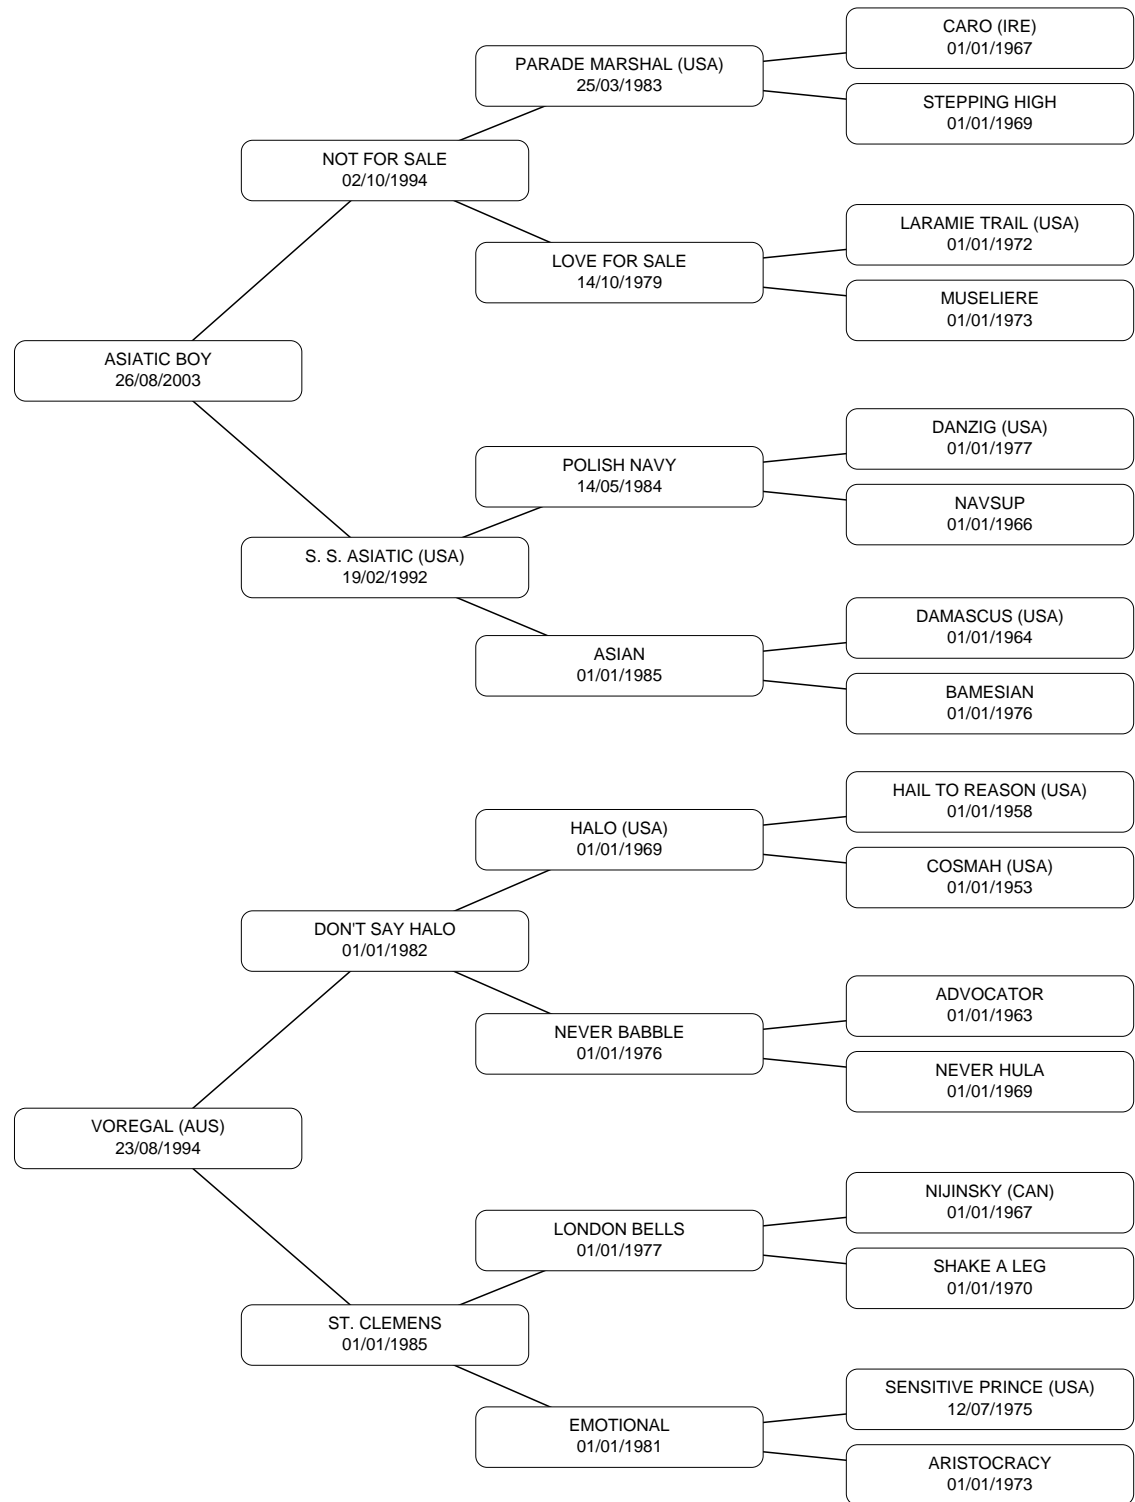 CARO (IRE)
01/01/1967
PARADE MARSHAL (USA)
25/03/1983
STEPPING HIGH
01/01/1969
NOT FOR SALE
02/10/1994
LARAMIE TRAIL (USA)
01/01/1972
LOVE FOR SALE
14/10/1979
MUSELIERE
01/01/1973
ASIATIC BOY
26/08/2003
DANZIG (USA)
01/01/1977
POLISH NAVY
14/05/1984
NAVSUP
01/01/1966
S. S. ASIATIC (USA)
19/02/1992
DAMASCUS (USA)
01/01/1964
ASIAN
01/01/1985
BAMESIAN
01/01/1976
HAIL TO REASON (USA)
01/01/1958
HALO (USA)
01/01/1969
COSMAH (USA)
01/01/1953
DON'T SAY HALO
01/01/1982
ADVOCATOR
01/01/1963
NEVER BABBLE
01/01/1976
NEVER HULA
01/01/1969
VOREGAL (AUS)
23/08/1994
NIJINSKY (CAN)
01/01/1967
LONDON BELLS
01/01/1977
SHAKE A LEG
01/01/1970
ST. CLEMENS
01/01/1985
SENSITIVE PRINCE (USA)
12/07/1975
EMOTIONAL
01/01/1981
ARISTOCRACY
01/01/1973